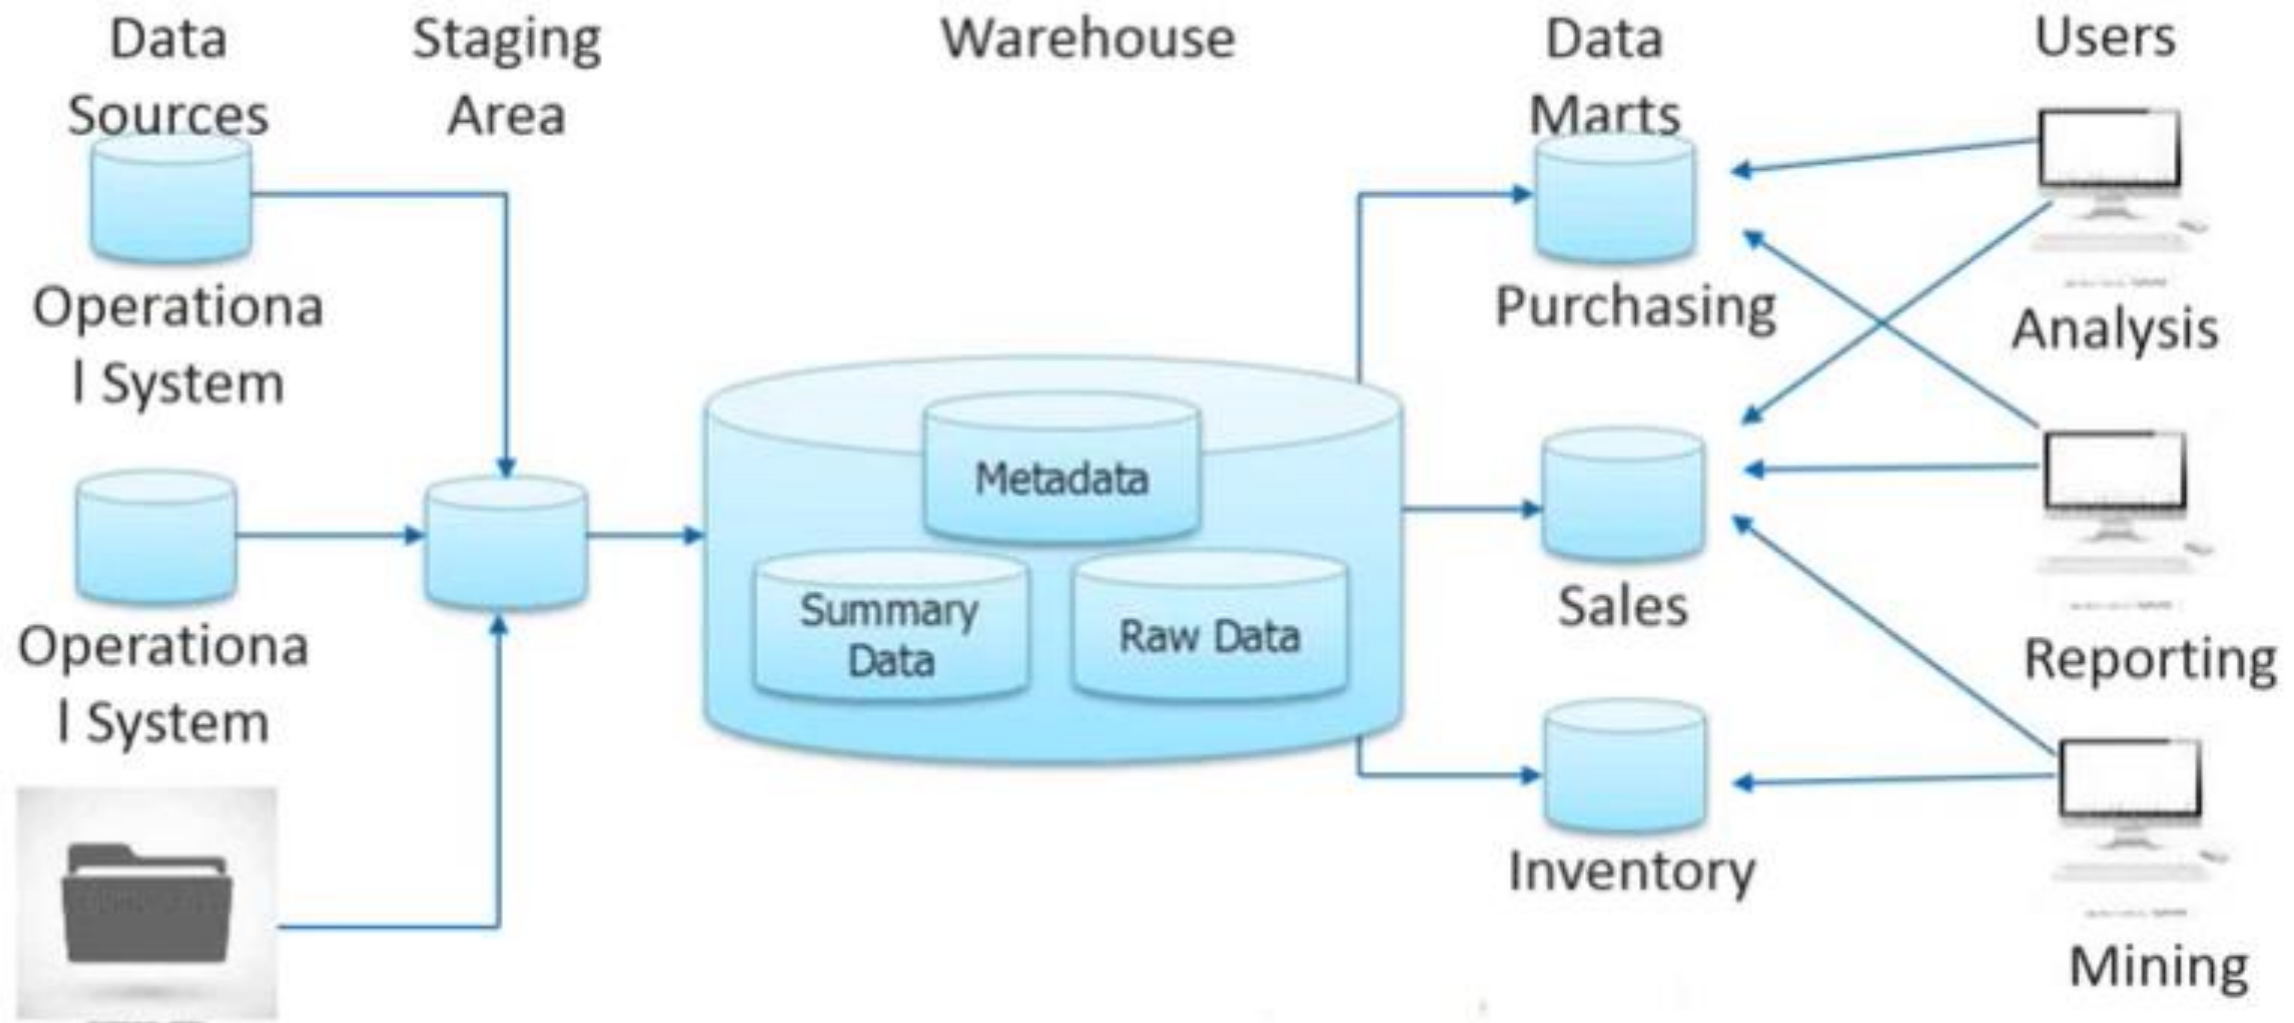 Data
Sources
Staging
Area
Warehouse
Data
Marts
Users
Operationa
l System
Purchasing
Analysis
Metadata
Summary
Data
Raw Data
Operationa
l System
Sales
Reporting
Inventory
Mining